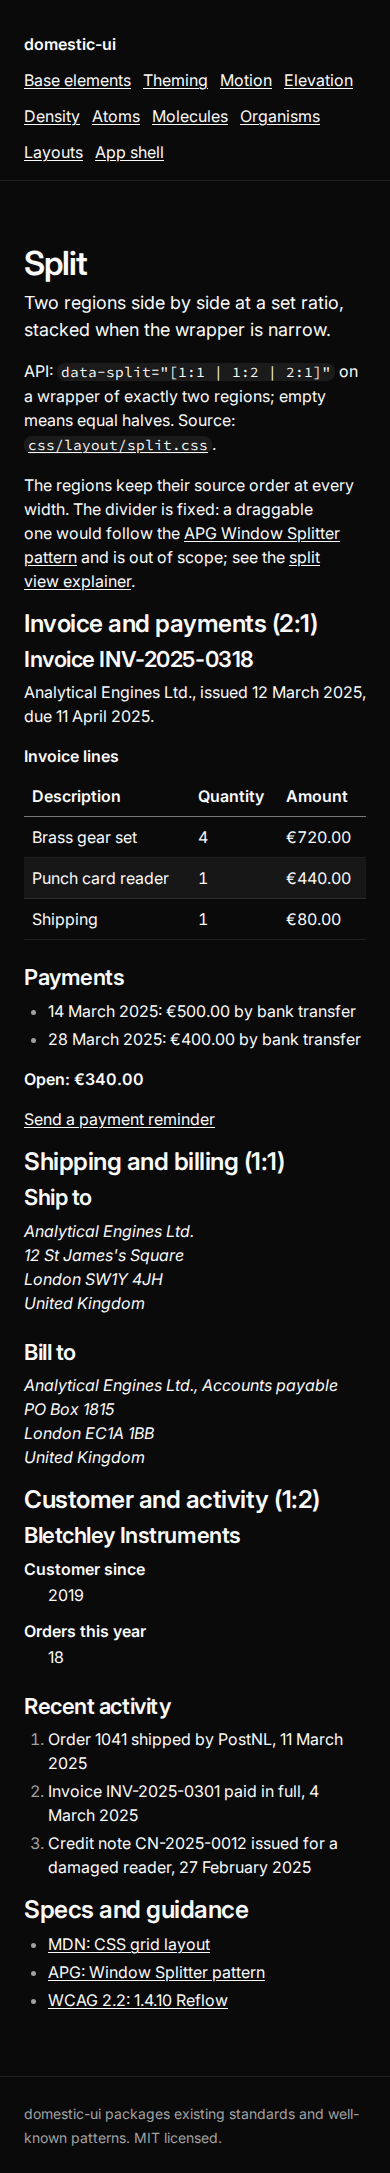 domestic-ui
Base elements Theming Motion Elevation
Density Atoms Molecules Organisms
Layouts App shell
Split
Two regions side by side at a set ratio,
stacked when the wrapper is narrow.
API: data-split="[1:1 | 1:2 | 2:1]" on
a wrapper of exactly two regions; empty
means equal halves. Source:
css/layout/split.css.
The regions keep their source order at every
width. The divider is fixed: a draggable
one would follow the APG Window Splitter
pattern and is out of scope; see the split
view explainer.
Invoice and payments (2:1)
Invoice INV-2025-0318
Analytical Engines Ltd., issued 12 March 2025,
due 11 April 2025.
Invoice lines
Description Quantity Amount
Brass gear set 4 €720.00
Punch card reader 1 €440.00
Shipping 1 €80.00
Payments
• 14 March 2025: €500.00 by bank transfer
• 28 March 2025: €400.00 by bank transfer
Open: €340.00
Send a payment reminder
Shipping and billing (1:1)
Ship to
Analytical Engines Ltd.
12 St James's Square
London SW1Y 4JH
United Kingdom
Bill to
Analytical Engines Ltd., Accounts payable
PO Box 1815
London EC1A 1BB
United Kingdom
Customer and activity (1:2)
Bletchley Instruments
Customer since
2019
Orders this year
18
Recent activity
1. Order 1041 shipped by PostNL, 11 March
2025
2. Invoice INV-2025-0301 paid in full, 4
March 2025
3. Credit note CN-2025-0012 issued for a
damaged reader, 27 February 2025
Specs and guidance
• MDN: CSS grid layout
• APG: Window Splitter pattern
• WCAG 2.2: 1.4.10 Reflow
domestic-ui packages existing standards and well-
known patterns. MIT licensed.